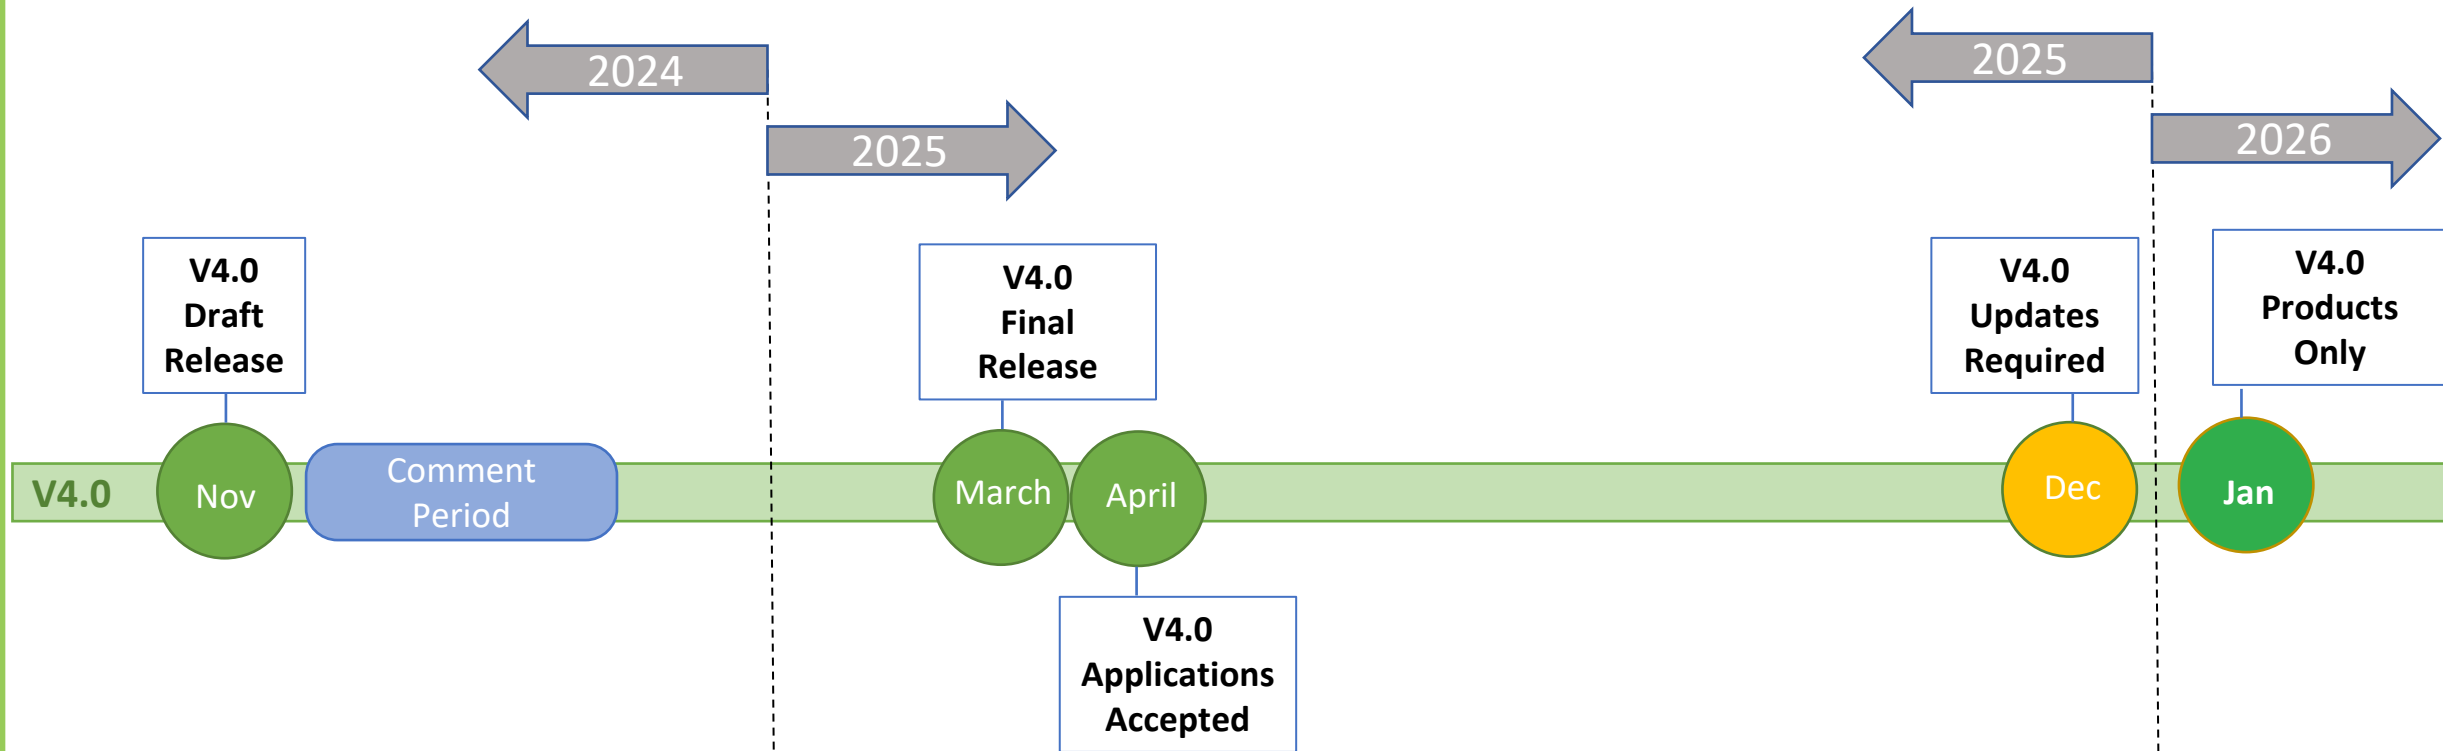 2024
2025
2025
2026
V4.0
Draft
Release
V4.0
Final
Release
V4.0
Updates
Required
V4.0
Products
Only
V4.0
Nov
Comment
Period
March
April
Dec
Jan
V4.0
Applications
Accepted